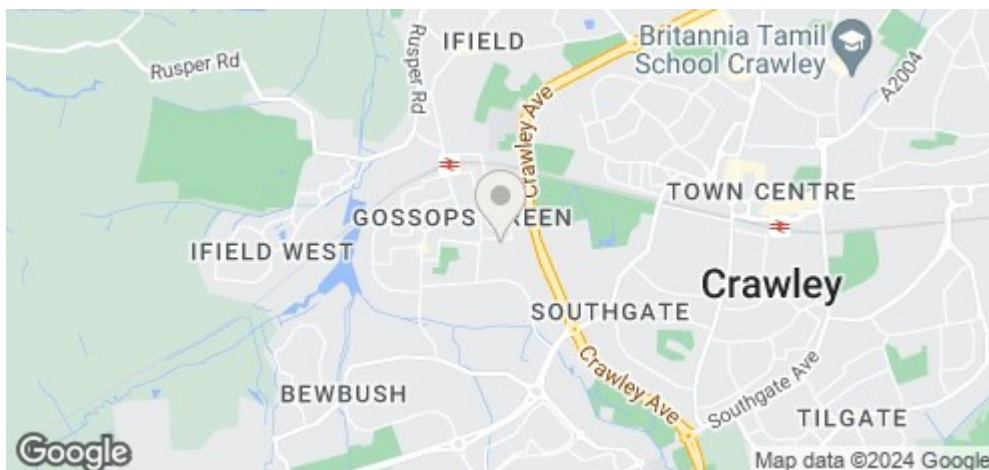 IFIELD
Rusper Rd
Rusper Rd
Britannia Tamil
School Crawley
A2004
Crawley Ave
TOWN CENTRE
GOSSOPS REEN
IFIELD WEST
Crawley
SOUTHGATE
Crawley Ave
Southgate Ave
BEWBUSH
TILGATE
Google
Map data ©2024 Google